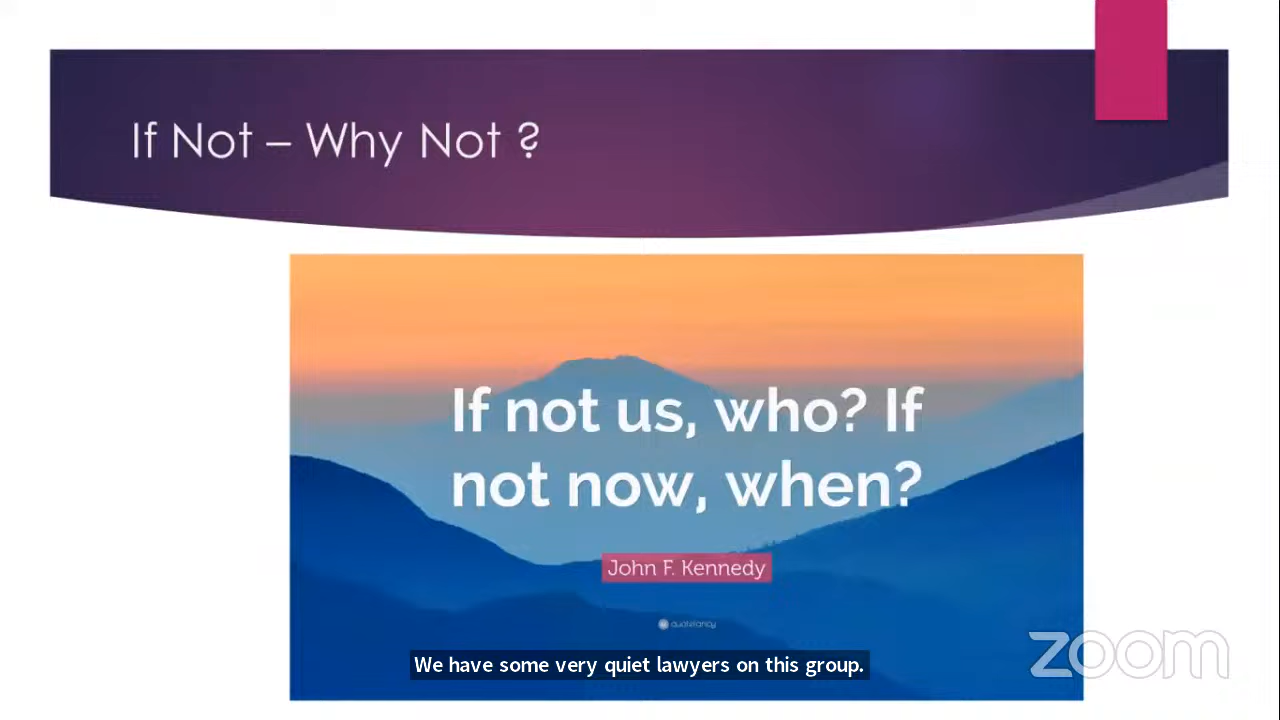 If Not – Why Not ?
If not us, who? If
not now, when?
John F. Kennedy
quotefancy
We have some very quiet lawyers on this group.
zoom